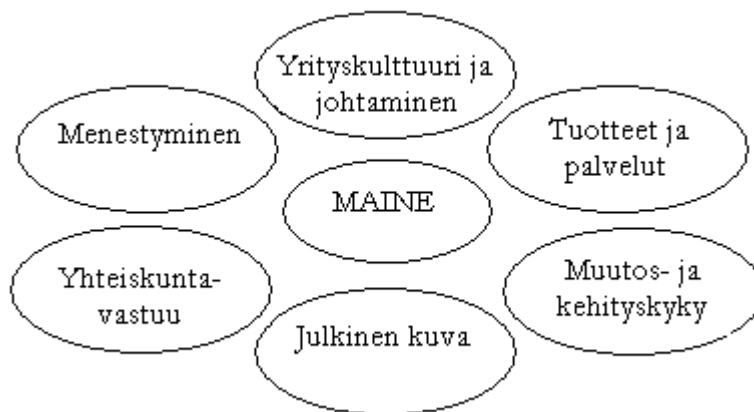 Yrityskulttuuri ja
johtaminen
Menestyminen
Tuotteet ja
palvelut
MAINE
Yhteiskunta-
vastuu
Muutos- ja
kehityskyky
Julkinen kuva